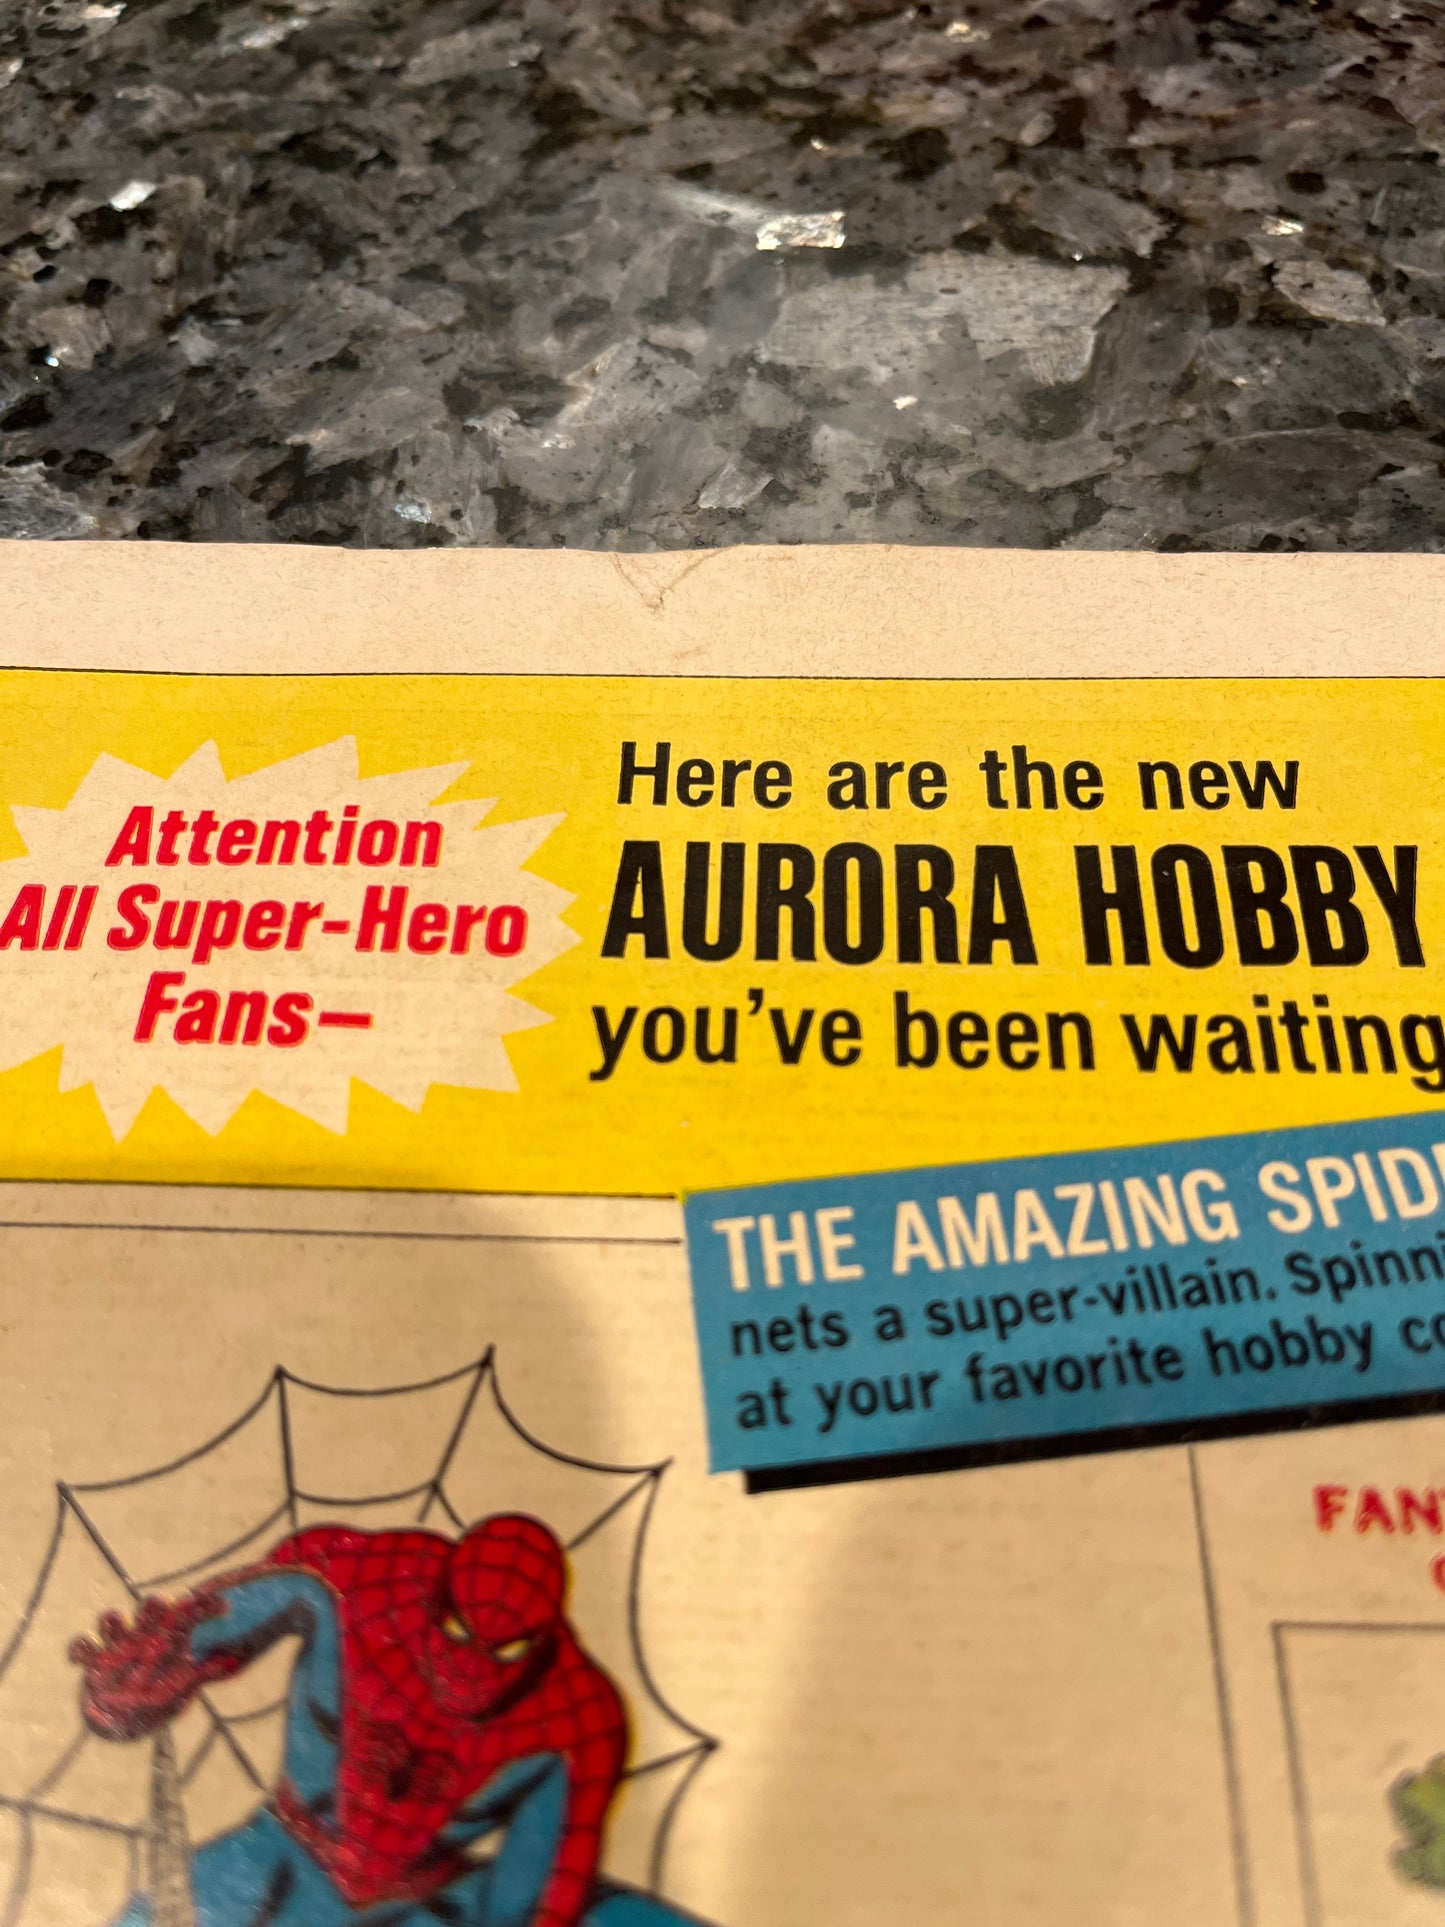 Attention
All Super-Hero
Fans—
Here are the new
AURORA HOBBY
you've been waiting
THE AMAZING SPID
nets a super-villain. Spinni
at your favorite hobby co
FAN